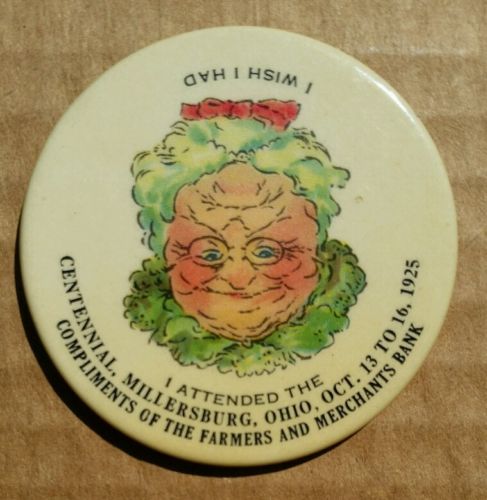 I WISH I HAD
I ATTENDED THE
CENTENNIAL, MILLERSBURG, OHIO, OCT. 13 TO 16, 1925
COMPLIMENTS OF THE FARMERS AND MERCHANTS BANK